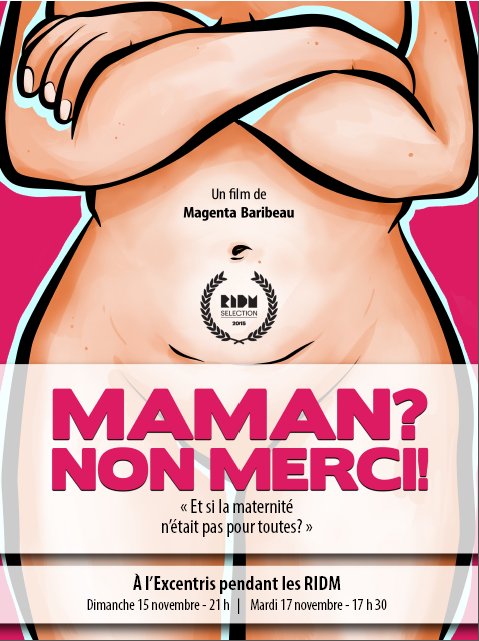 Un film de
Magenta Baribeau
RIDM
SELECTION
2015
MAMAN?
NON MERCI!
« Et si la maternité
n'était pas pour toutes? »
À l'Excentris pendant les RIDM
Dimanche 15 novembre - 21 h | Mardi 17 novembre - 17 h 30